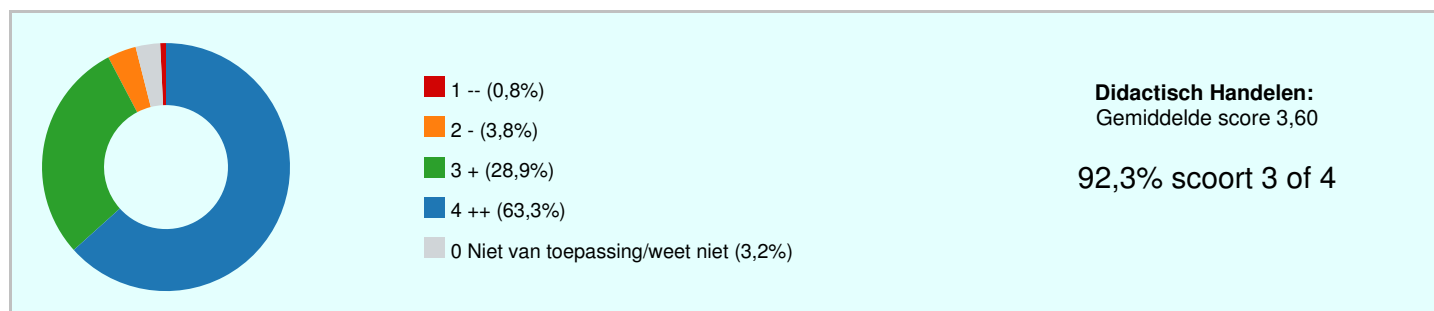 1 -- (0,8%)
2 - (3,8%)
3 + (28,9%)
4 ++ (63,3%)
0 Niet van toepassing/weet niet (3,2%)
Didactisch Handelen:
Gemiddelde score 3,60
92,3% scoort 3 of 4